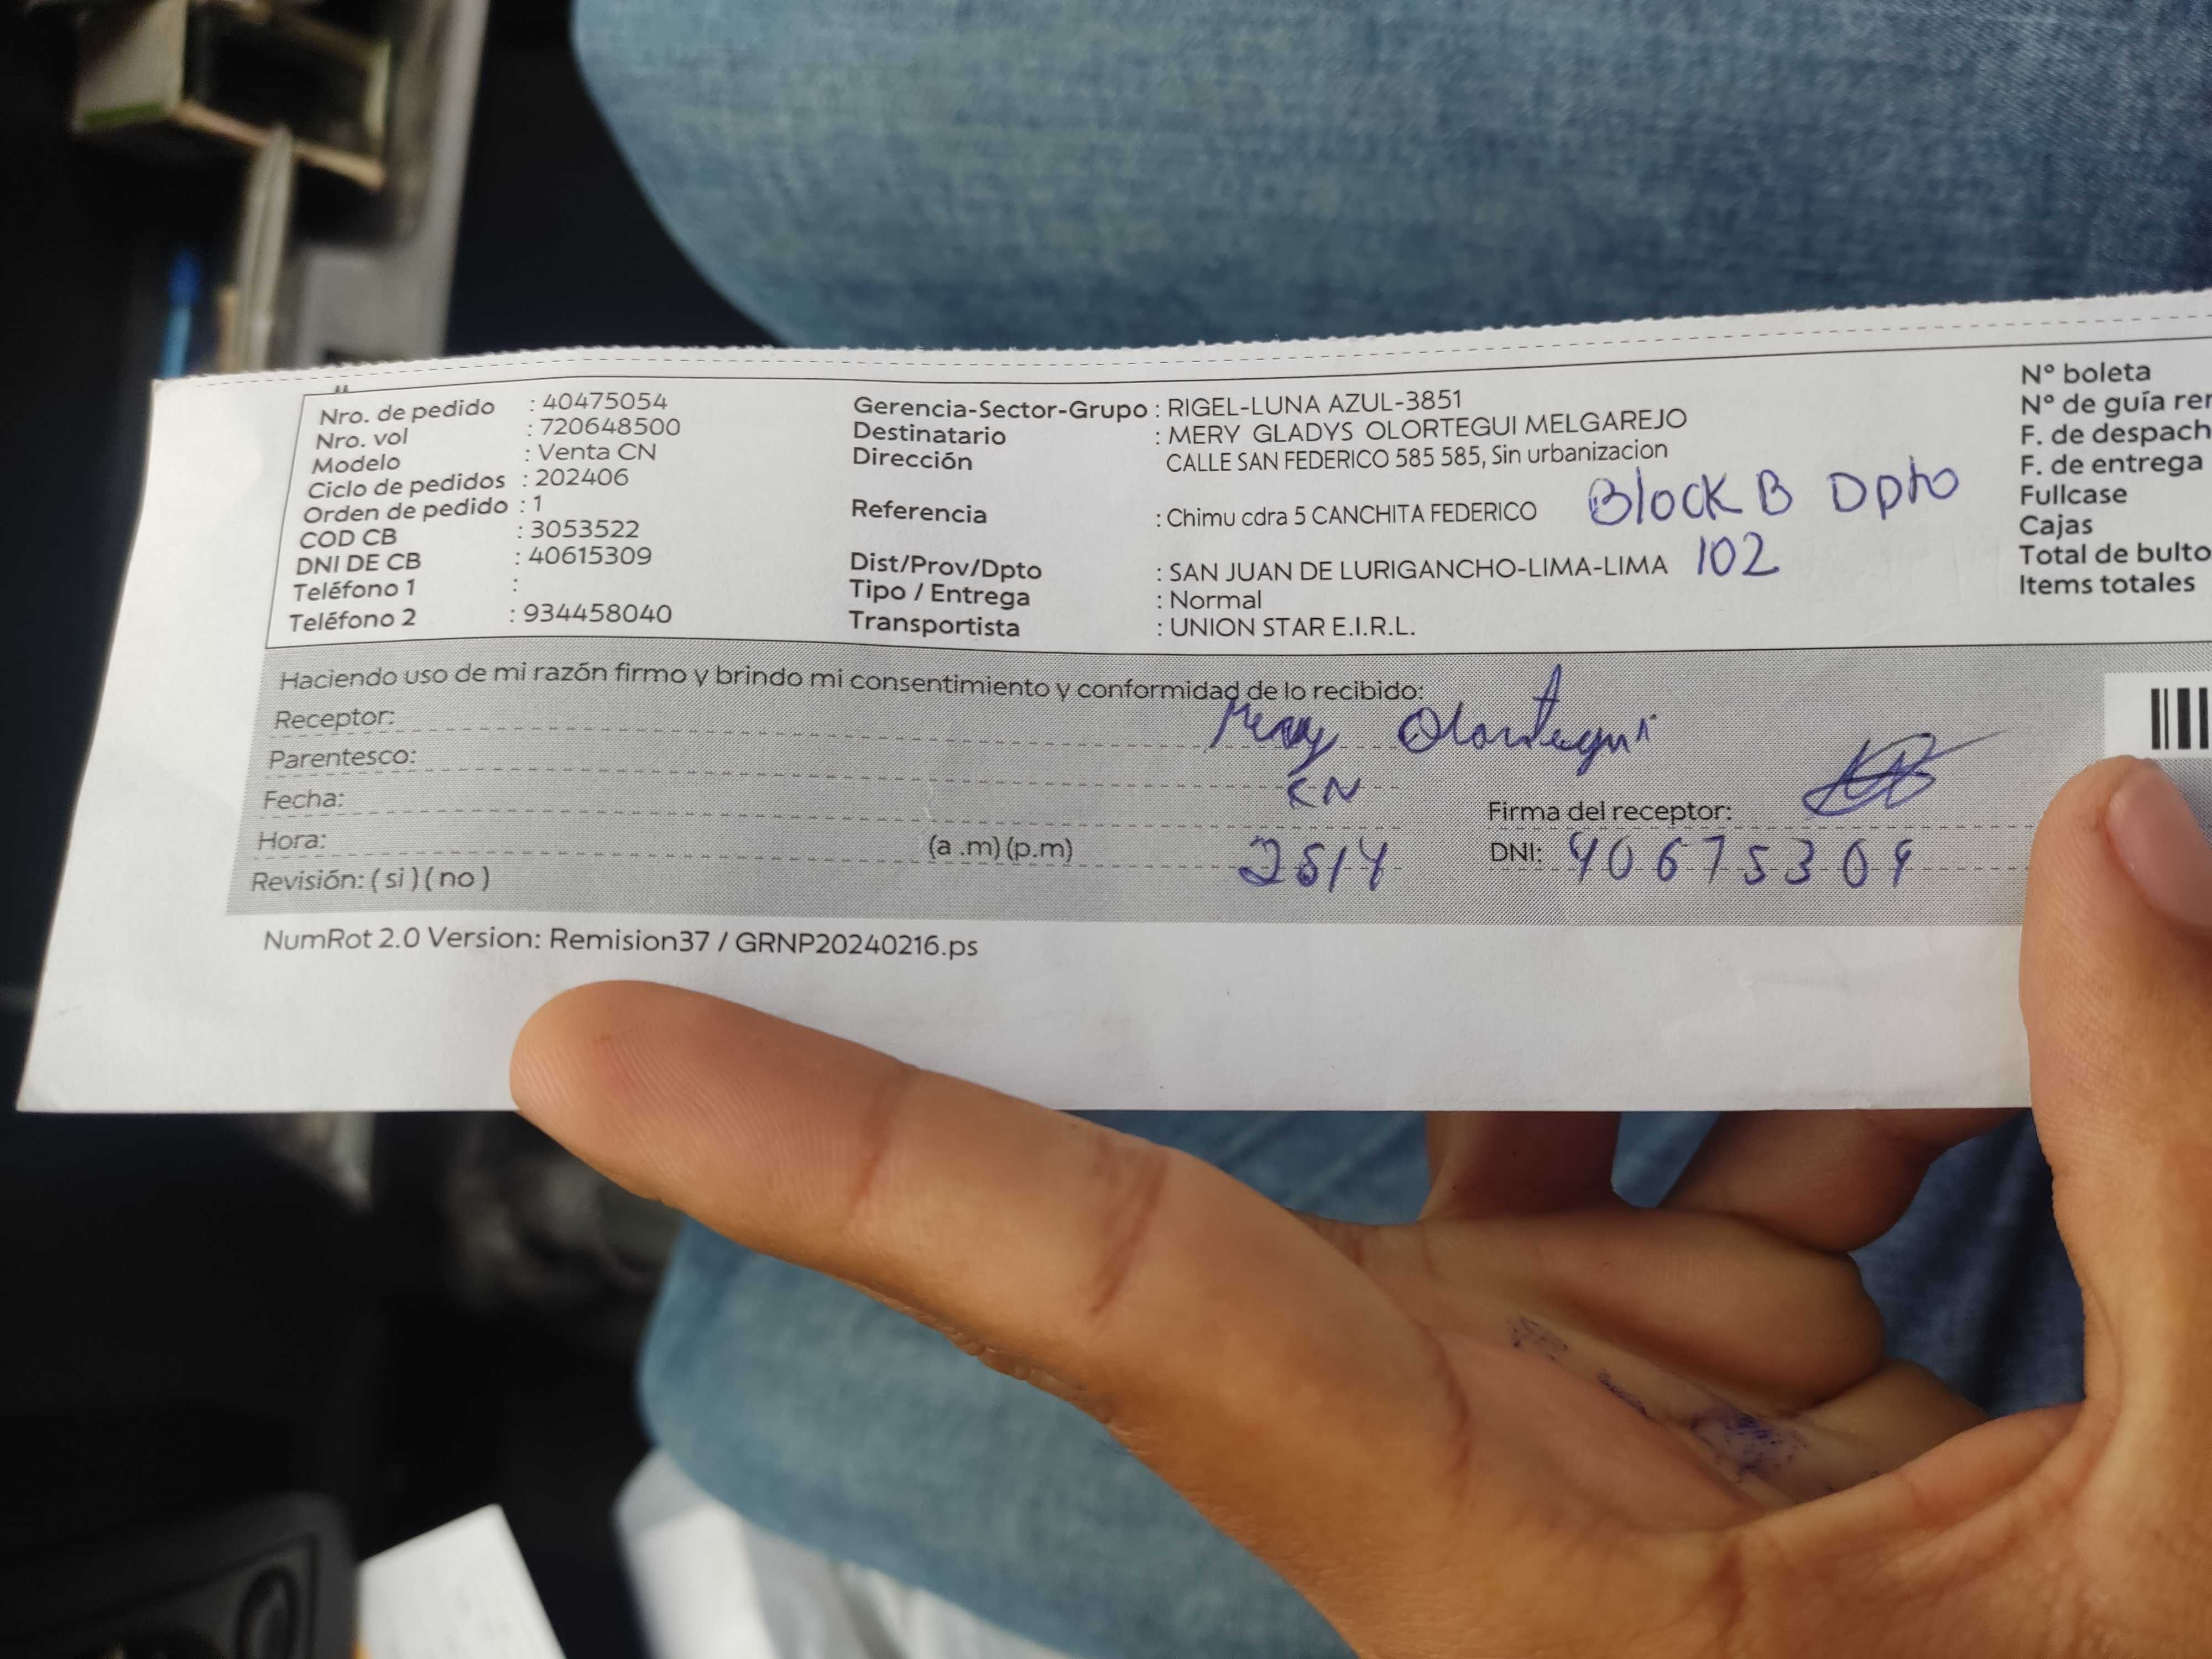 Nro. de pedido : 40475054
Nro. vol : 720648500
Modelo : Venta CN
Ciclo de pedidos : 202406
Orden de pedido : 1
COD CB : 3053522
DNI DE CB : 40615309
Teléfono 1 :
Teléfono 2 : 934458040
Gerencia-Sector-Grupo : RIGEL-LUNA AZUL-3851
Destinatario : MERY GLADYS OLORTEGUI MELGAREJO
Dirección CALLE SAN FEDERICO 585 585, Sin urbanizacion
Referencia : Chimu cdra 5 CANCHITA FEDERICO Block B Dpto
Dist/Prov/Dpto : SAN JUAN DE LURIGANCHO-LIMA-LIMA 102
Tipo / Entrega : Normal
Transportista : UNION STAR E.I.R.L.
N° boleta
N° de guía rem
F. de despach
F. de entrega
Fullcase
Cajas
Total de bulto
Items totales
Haciendo uso de mi razón firmo y brindo mi consentimiento y conformidad de lo recibido:
Receptor: Mery Olortegui
Parentesco: CN
Fecha: 25/4
Hora: (a .m) (p.m)
Revisión: ( si ) ( no )
Firma del receptor:
DNI: 40675309
NumRot 2.0 Version: Remision37 / GRNP20240216.ps